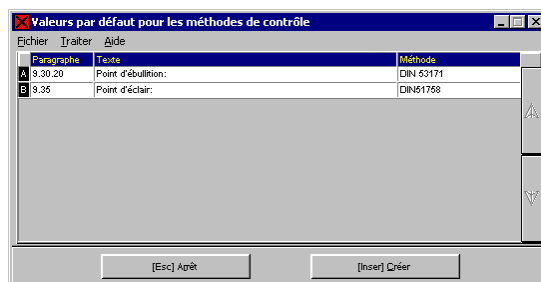 Valeurs par défaut pour les méthodes de contrôle
Fichier Traiter Aide
Paragraphe Texte Méthode
A 9.30.20 Point d'ébullition: DIN 53171
B 9.35 Point d'éclair: DIN51758
[Esc] Arrêt [Inser] Créer